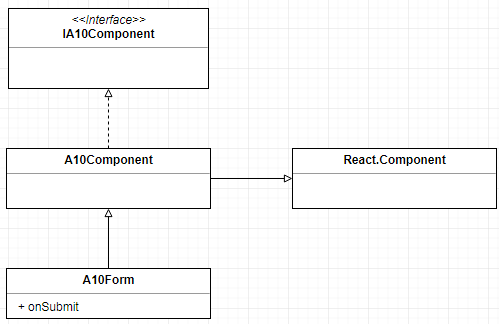 <<Interface>>
IA10Component
A10Component
React.Component
A10Form
+ onSubmit